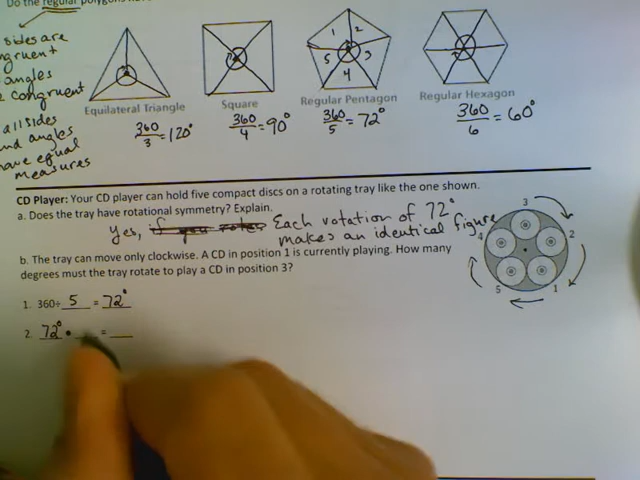 Do the regular
sides are
angles
congruent
all sides
and angles
have equal
measures
1 2 3 4 5
Equilateral Triangle
Square
Regular Pentagon
Regular Hexagon
360/3 = 120°
360/4 = 90°
360/5 = 72°
360/6 = 60°
CD Player: Your CD player can hold five compact discs on a rotating tray like the one shown.
a. Does the tray have rotational symmetry? Explain.
Yes, Each rotation of 72°
makes an identical figure
b. The tray can move only clockwise. A CD in position 1 is currently playing. How many
degrees must the tray rotate to play a CD in position 3?
3
4 2
5 1
1. 360÷ 5 = 72°
2. 72° • __ = __